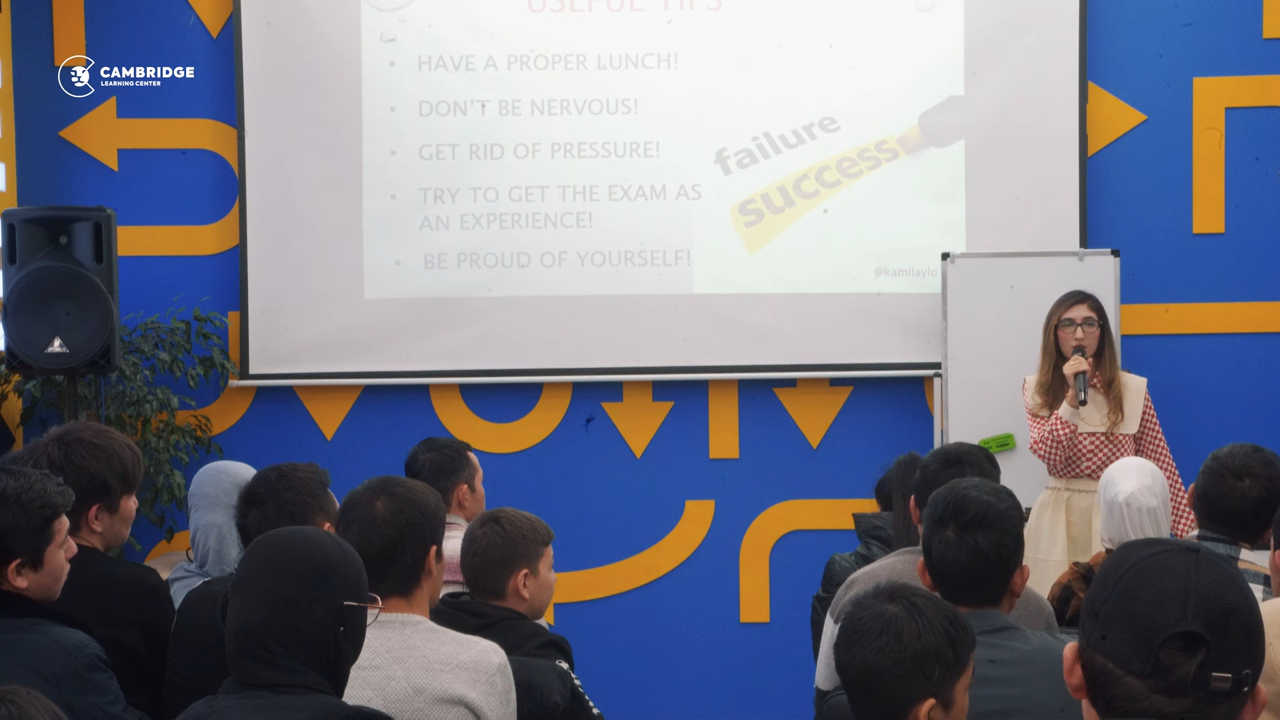 CAMBRIDGE
LEARNING CENTER
USEFUL TIPS
• HAVE A PROPER LUNCH!
• DON'T BE NERVOUS!
• GET RID OF PRESSURE!
• TRY TO GET THE EXAM AS
AN EXPERIENCE!
• BE PROUD OF YOURSELF!
failure
success
@kamilaylo